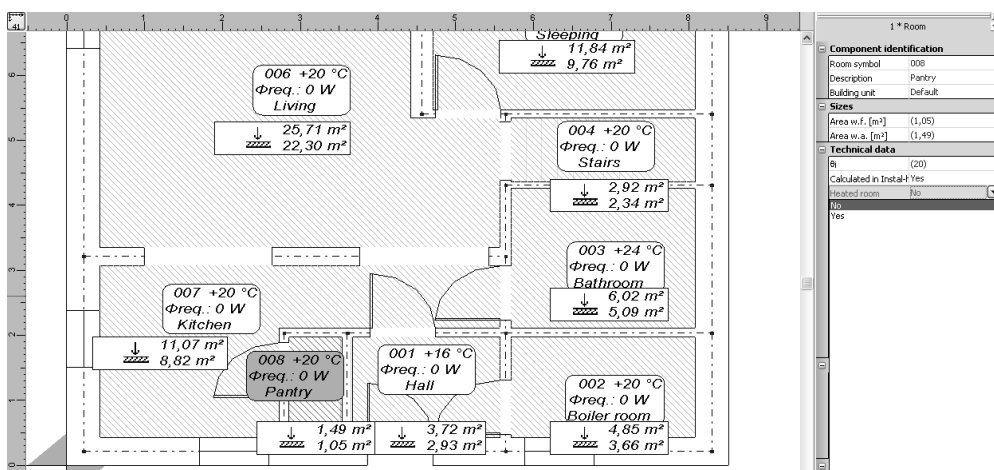 41
0 1 2 3 4 5 6 7 8 9
6
5
4
3
2
1
0
Sleeping
11,84 m²
9,76 m²
006 +20 °C
Φreq.: 0 W
Living
25,71 m²
22,30 m²
004 +20 °C
Φreq.: 0 W
Stairs
2,92 m²
2,34 m²
003 +24 °C
Φreq.: 0 W
Bathroom
6,02 m²
5,09 m²
007 +20 °C
Φreq.: 0 W
Kitchen
11,07 m²
8,82 m²
008 +20 °C
Φreq.: 0 W
Pantry
1,49 m²
1,05 m²
001 +16 °C
Φreq.: 0 W
Hall
3,72 m²
2,93 m²
002 +20 °C
Φreq.: 0 W
Boiler room
4,85 m²
3,66 m²
1 * Room
Component identification
Room symbol 008
Description Pantry
Building unit Default
Sizes
Area w.f. [m²] (1,05)
Area w.a. [m²] (1,49)
Technical data
θi (20)
Calculated in Instal-H Yes
Heated room No
No
Yes